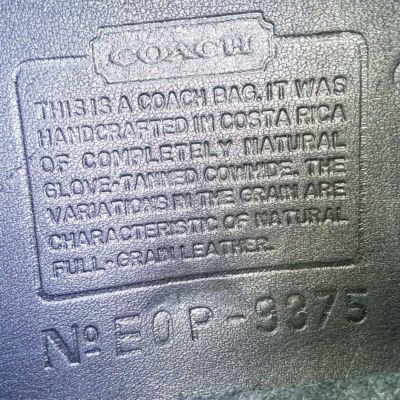 COACH
THIS IS A COACH BAG. IT WAS
HANDCRAFTED IN COSTA RICA
OF COMPLETELY NATURAL
GLOVE-TANNED COWHIDE. THE
VARIATIONS IN THE GRAIN ARE
CHARACTERISTIC OF NATURAL
FULL-GRAIN LEATHER.
No EOP-9375